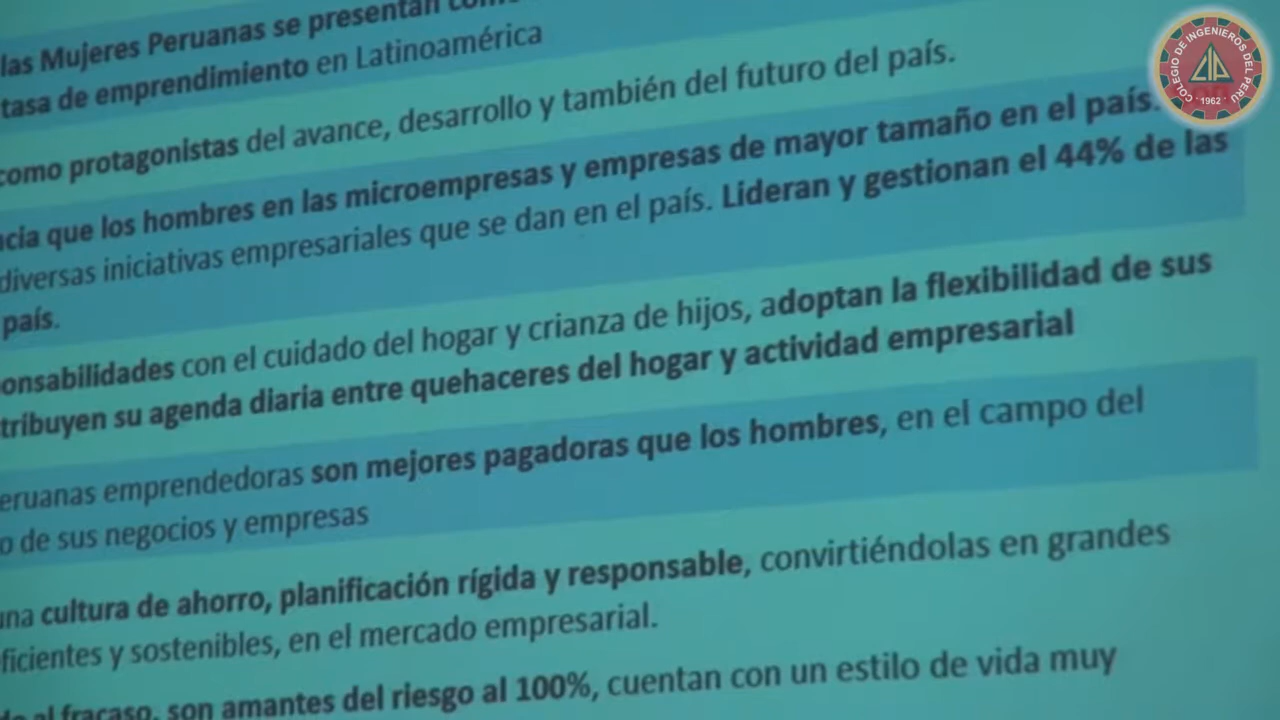 las Mujeres Peruanas se presentan
tasa de emprendimiento en Latinoamérica
como protagonistas del avance, desarrollo y también del futuro del país.
que los hombres en las microempresas y empresas de mayor tamaño en el país.
diversas iniciativas empresariales que se dan en el país. Lideran y gestionan el 44% de las
país.
con el cuidado del hogar y crianza de hijos, adoptan la flexibilidad de sus
su agenda diaria entre quehaceres del hogar y actividad empresarial
emprendedoras son mejores pagadoras que los hombres, en el campo del
de sus negocios y empresas
una cultura de ahorro, planificación rígida y responsable, convirtiéndolas en grandes
y sostenibles, en el mercado empresarial.
al fracaso, son amantes del riesgo al 100%, cuentan con un estilo de vida muy
COLEGIO DE INGENIEROS DEL PERÚ
CIP
· 1962 ·